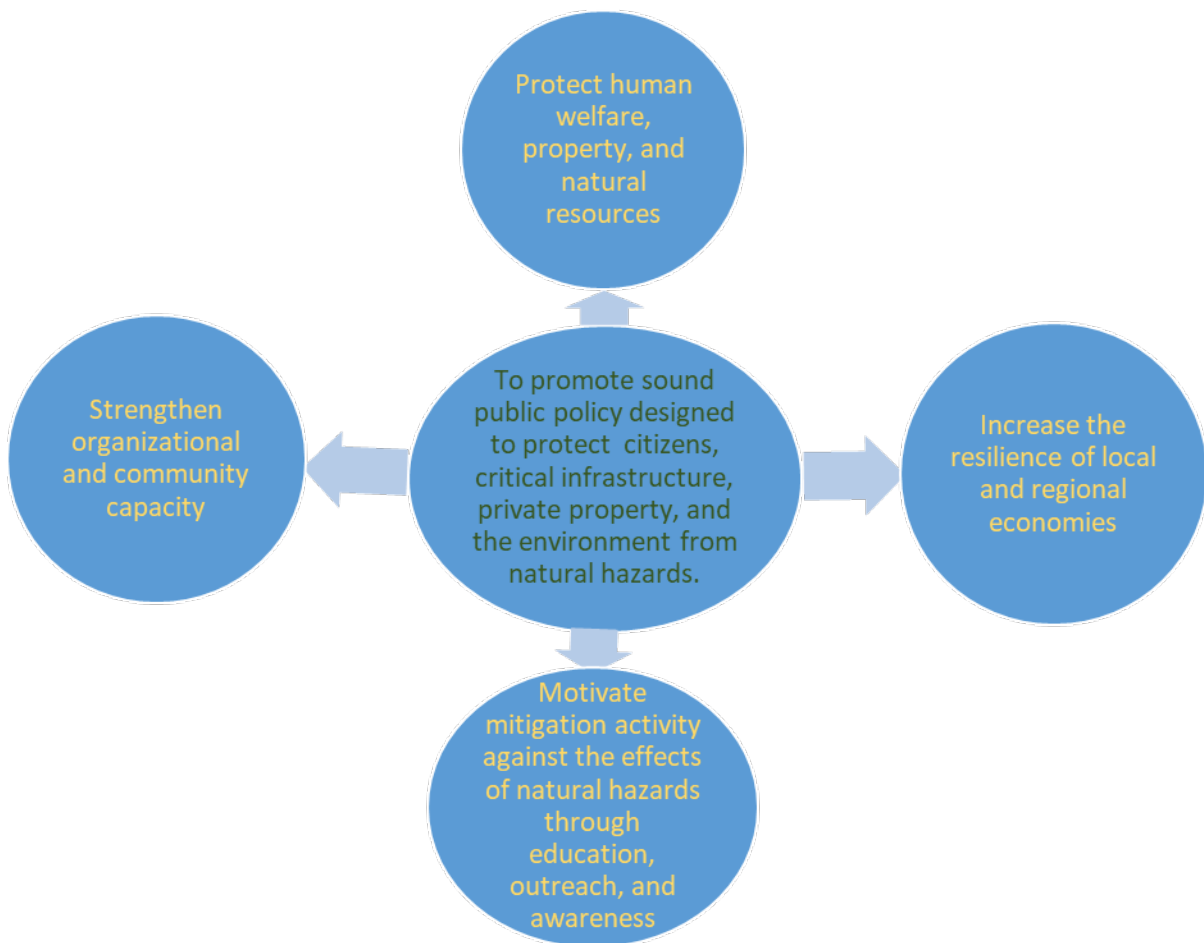 Protect human
welfare,
property, and
natural
resources
Strengthen
organizational
and community
capacity
To promote sound
public policy designed
to protect citizens,
critical infrastructure,
private property, and
the environment from
natural hazards.
Increase the
resilience of local
and regional
economies
Motivate
mitigation activity
against the effects
of natural hazards
through
education,
outreach, and
awareness